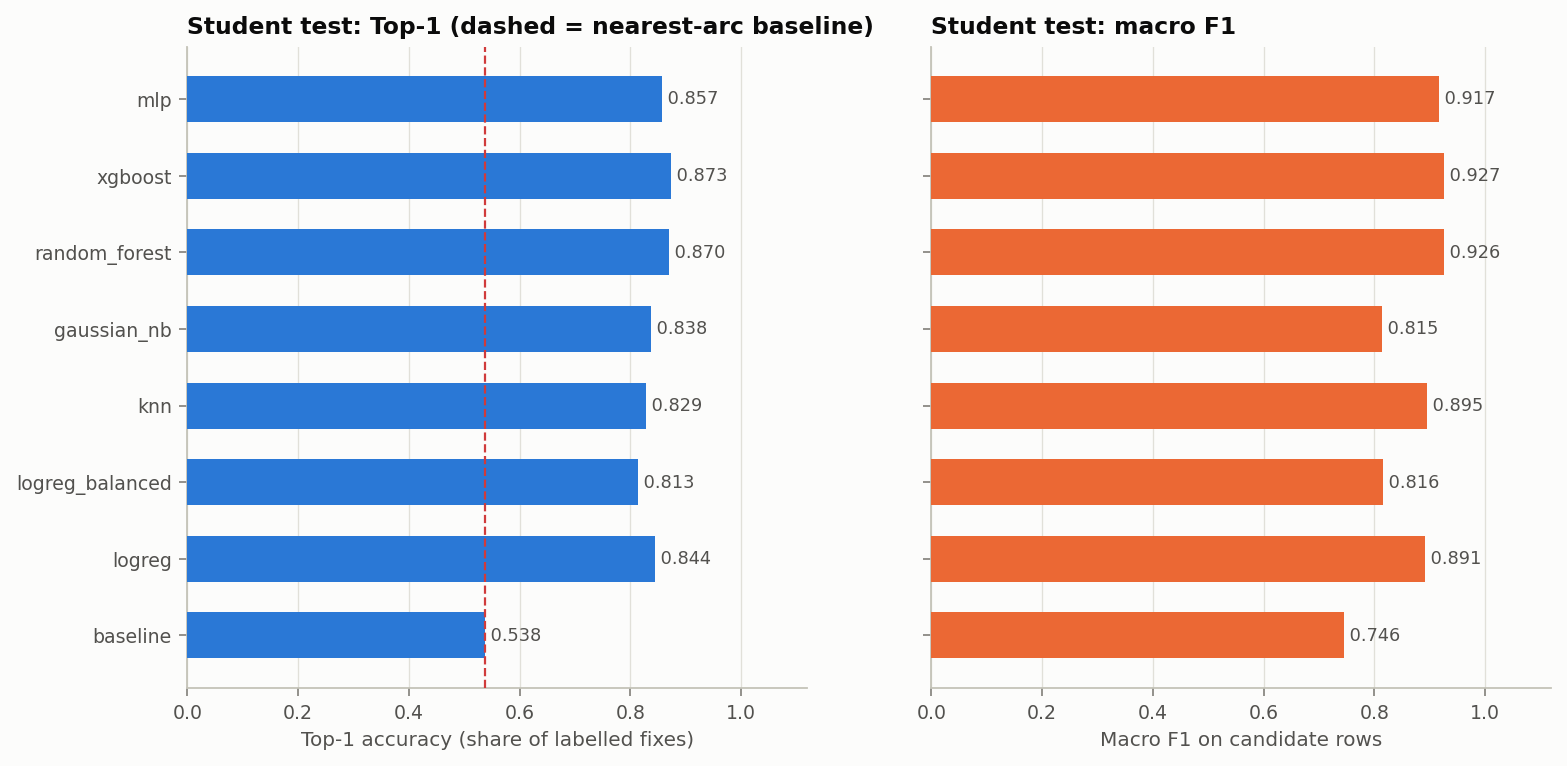 Student test: Top-1 (dashed = nearest-arc baseline)
mlp
0.857
xgboost
0.873
random_forest
0.870
gaussian_nb
0.838
knn
0.829
logreg_balanced
0.813
logreg
0.844
baseline
0.538
0.0 0.2 0.4 0.6 0.8 1.0
Top-1 accuracy (share of labelled fixes)
Student test: macro F1
0.917
0.927
0.926
0.815
0.895
0.816
0.891
0.746
0.0 0.2 0.4 0.6 0.8 1.0
Macro F1 on candidate rows